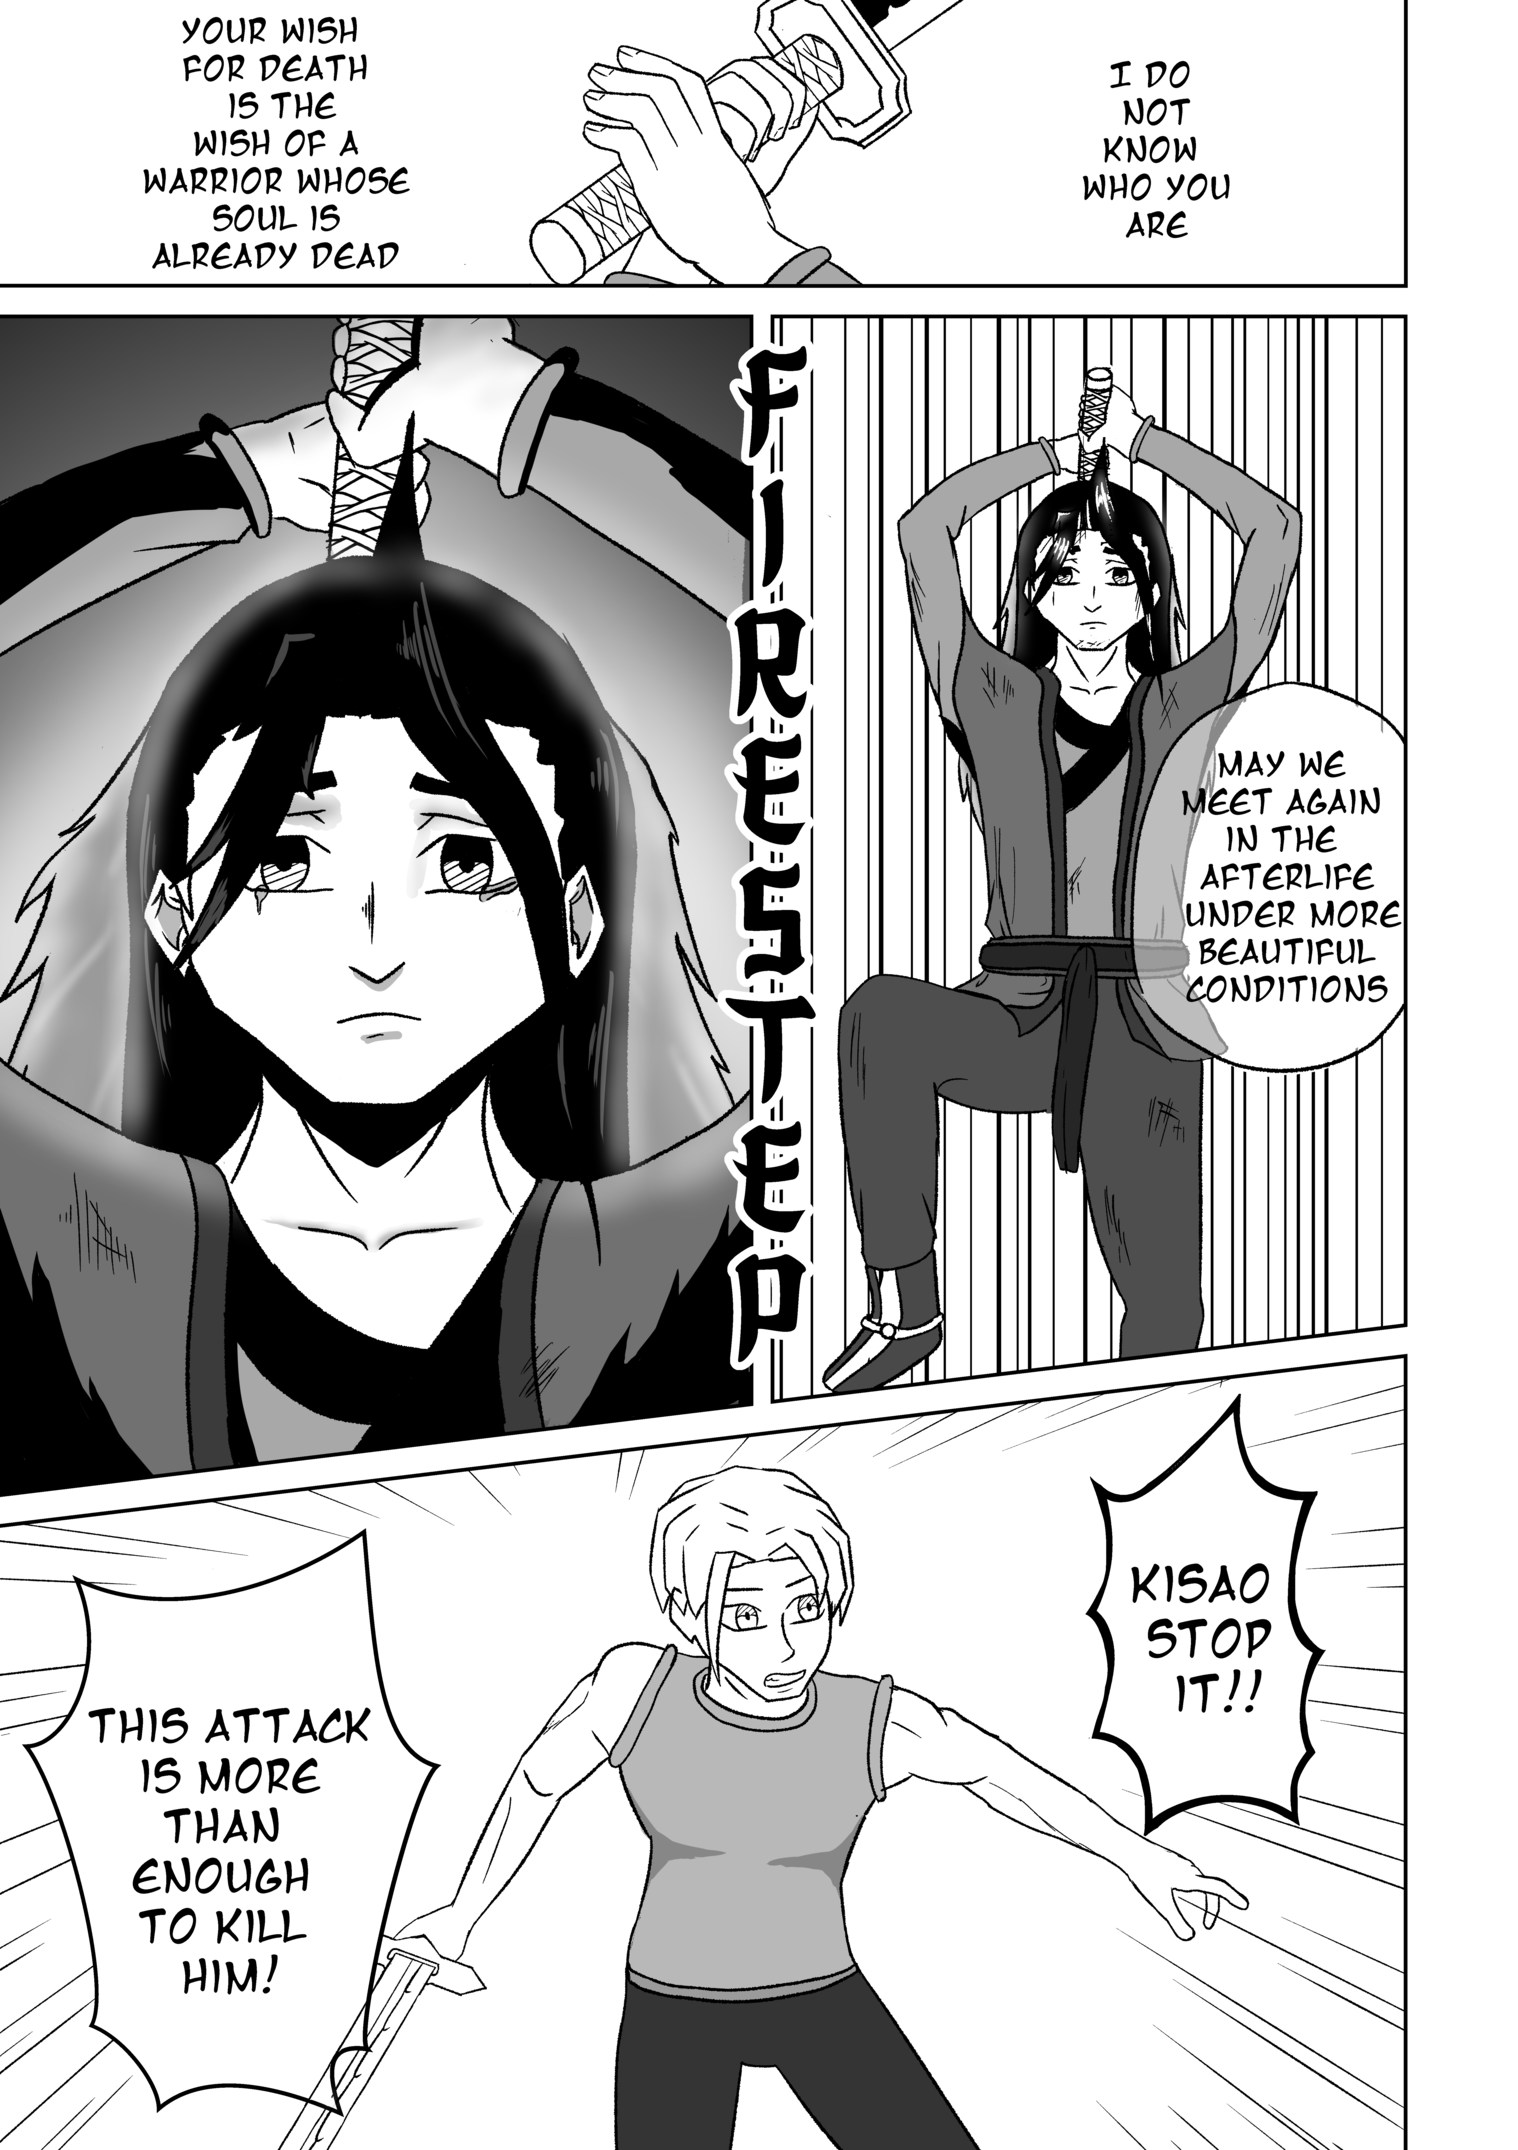 I DO
NOT
KNOW
WHO YOU
ARE
YOUR WISH
FOR DEATH
IS THE
WISH OF A
WARRIOR WHOSE
SOUL IS
ALREADY DEAD
MAY WE
MEET AGAIN
IN THE
AFTERLIFE
UNDER MORE
BEAUTIFUL
CONDITIONS
FIRESTEP
KISAO
STOP
IT!!
THIS ATTACK
IS MORE
THAN
ENOUGH
TO KILL
HIM!